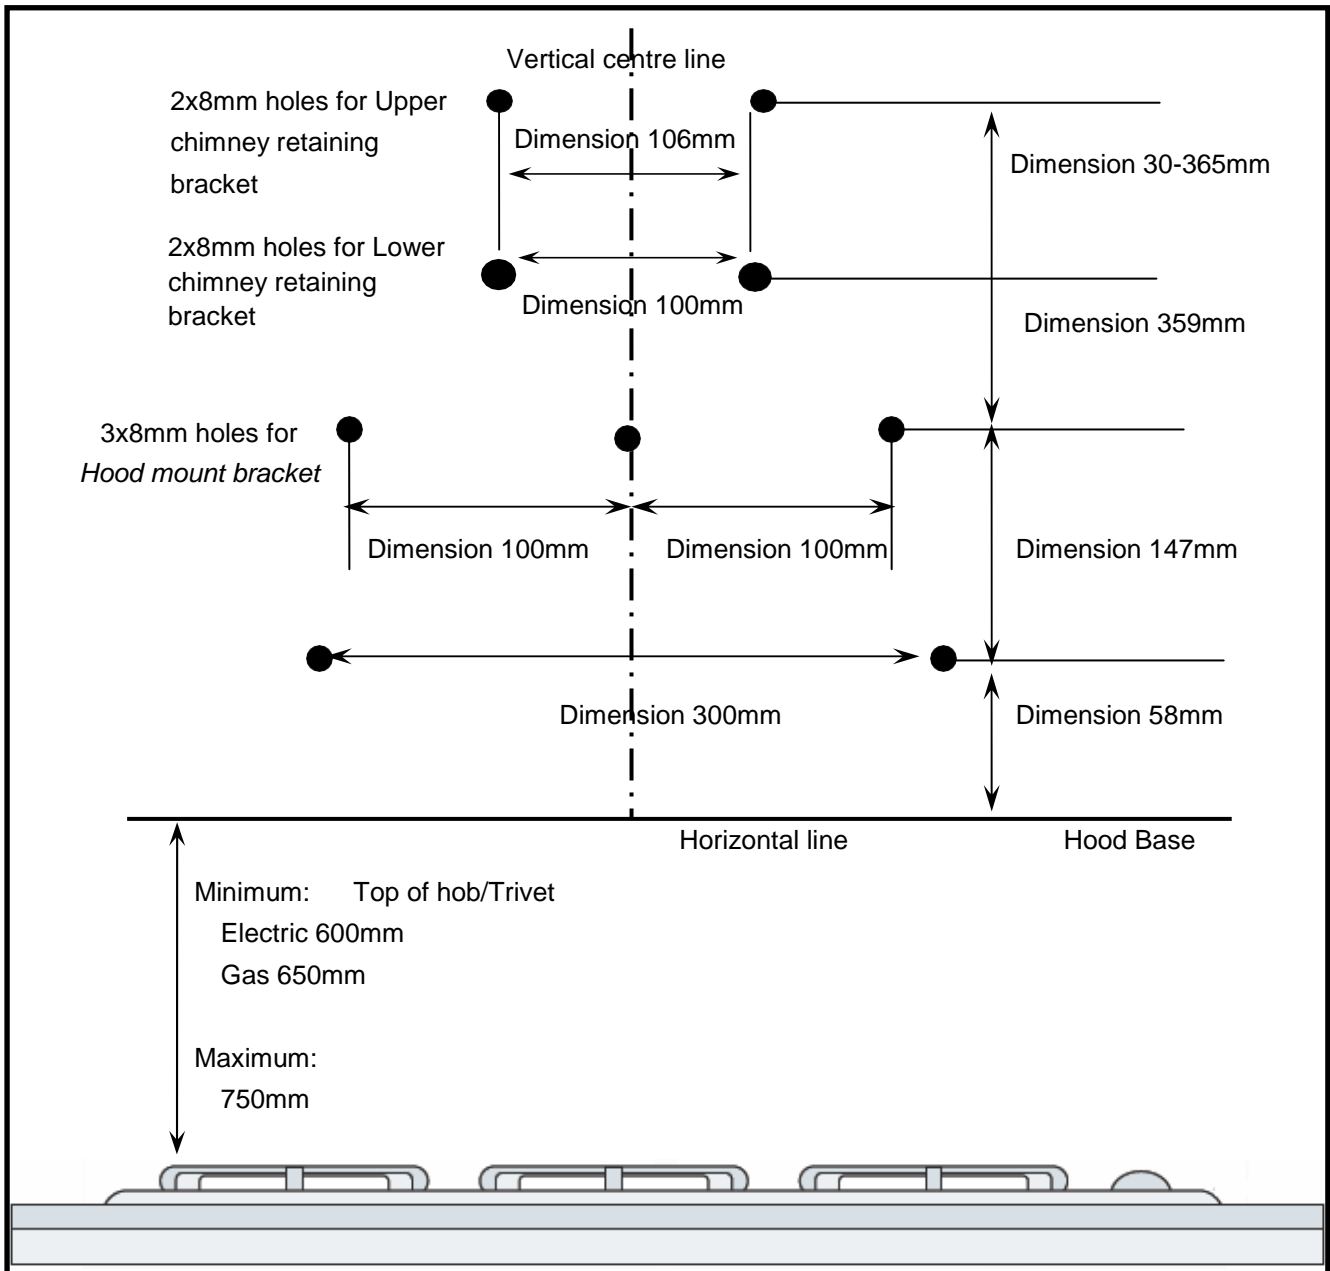 Vertical centre line
2x8mm holes for Upper
chimney retaining
bracket
Dimension 106mm
Dimension 30-365mm
2x8mm holes for Lower
chimney retaining
bracket
Dimension 100mm
Dimension 359mm
3x8mm holes for
Hood mount bracket
Dimension 100mm
Dimension 100mm
Dimension 147mm
Dimension 300mm
Dimension 58mm
Horizontal line
Hood Base
Minimum: Top of hob/Trivet
Electric 600mm
Gas 650mm
Maximum:
750mm